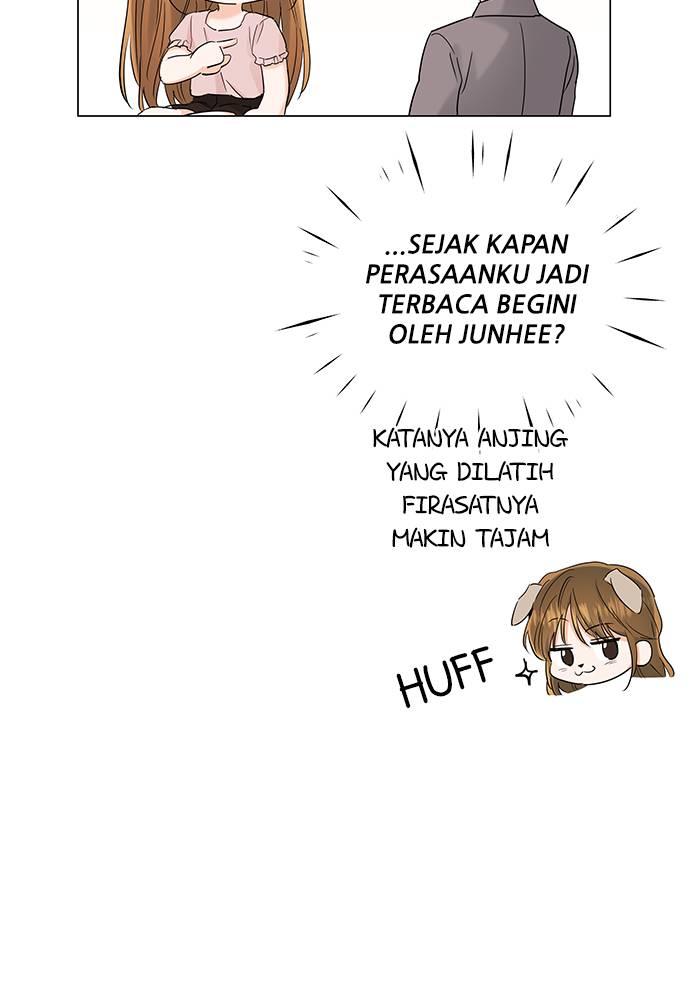 ...SEJAK KAPAN
PERASAANKU JADI
TERBACA BEGINI
OLEH JUNHEE?
KATANYA ANJING
YANG DILATIH
FIRASATNYA
MAKIN TAJAM
HUFF